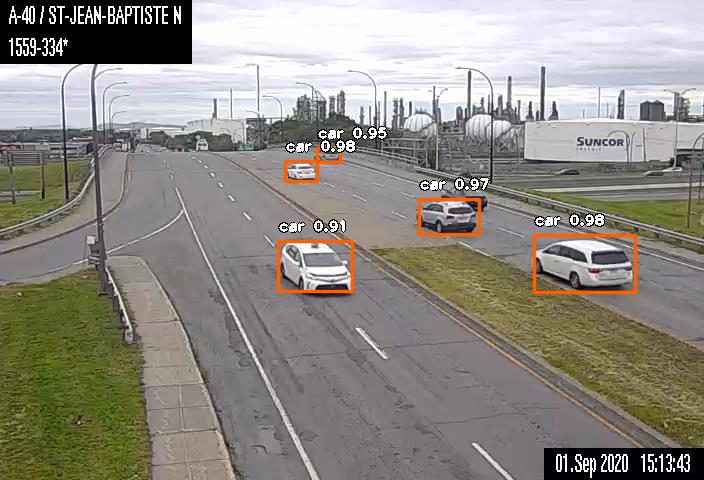 A-40 / ST-JEAN-BAPTISTE N
1559-334*
car 0.95
car 0.98
car 0.97
car 0.98
car 0.91
SUNCOR
01.Sep 2020 15:13:43